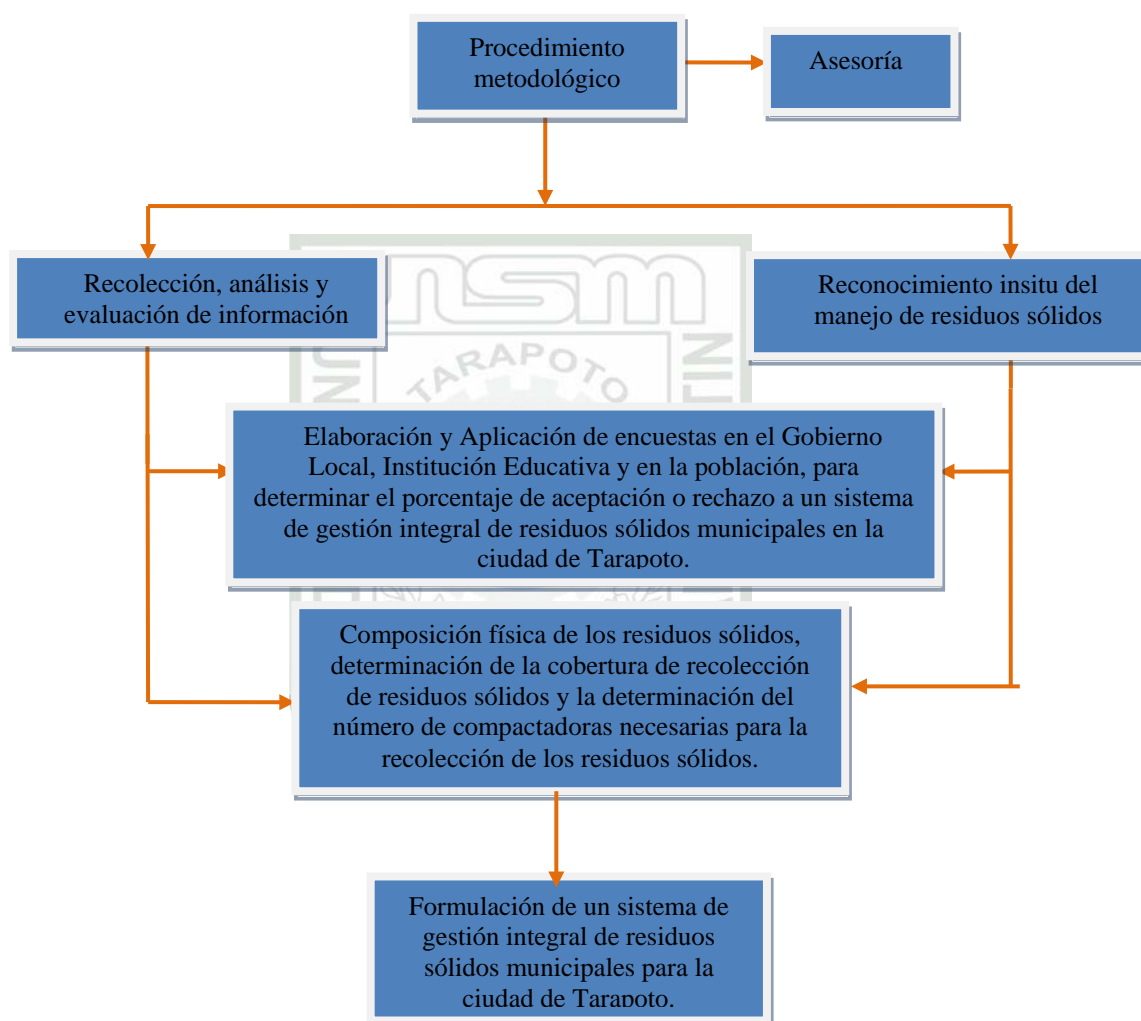 Procedimiento
metodológico
Asesoría
Recolección, análisis y
evaluación de información
Reconocimiento insitu del
manejo de residuos sólidos
nsm
TARAPOTO
Elaboración y Aplicación de encuestas en el Gobierno
Local, Institución Educativa y en la población, para
determinar el porcentaje de aceptación o rechazo a un sistema
de gestión integral de residuos sólidos municipales en la
ciudad de Tarapoto.
Composición física de los residuos sólidos,
determinación de la cobertura de recolección
de residuos sólidos y la determinación del
número de compactadoras necesarias para la
recolección de los residuos sólidos.
Formulación de un sistema de
gestión integral de residuos
sólidos municipales para la
ciudad de Tarapoto.